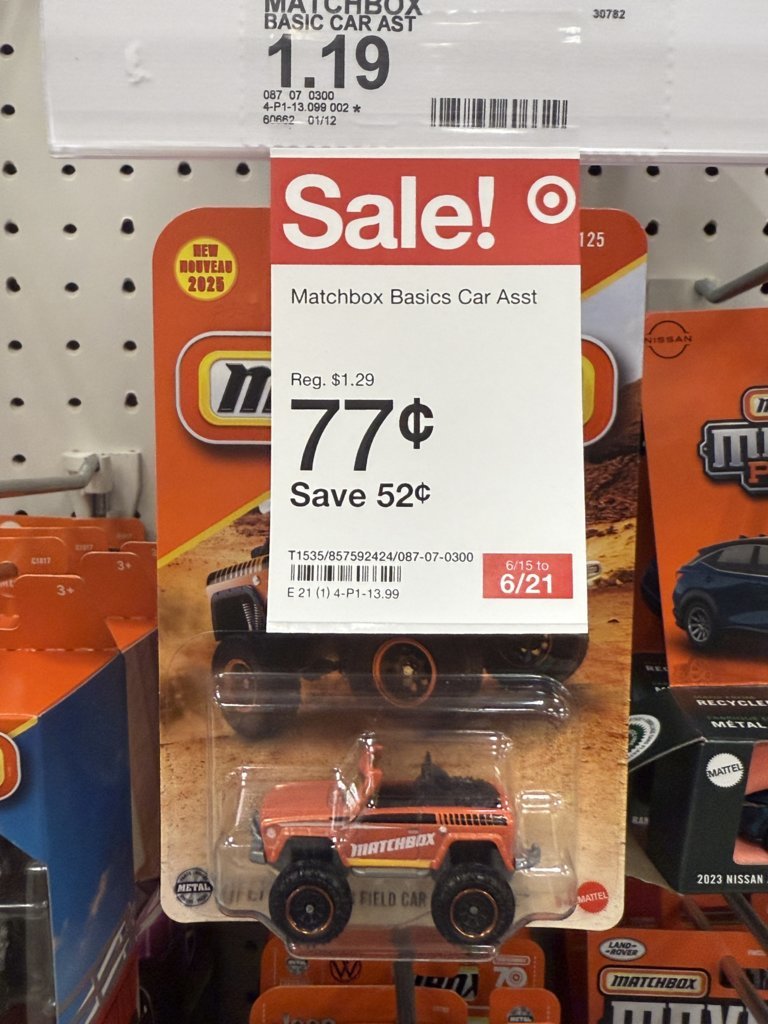 MATCHBOX
30782
BASIC CAR AST
1.19
087 07 0300
4-P1-13.099 002 *
60662 01/12
Sale!
125
NEW
NOUVEAU
2025
Matchbox Basics Car Asst
NISSAN
Reg. $1.29
77¢
Save 52¢
T1535/857592424/087-07-0300
E 21 (1) 4-P1-13.99
6/15 to
6/21
3+
3+
RECYCLE
MÉTAL
MATTEL
MATCHBOX
METAL
FIELD CAR
MATTEL
2023 NISSAN
LAND-
ROVER
MATCHBOX